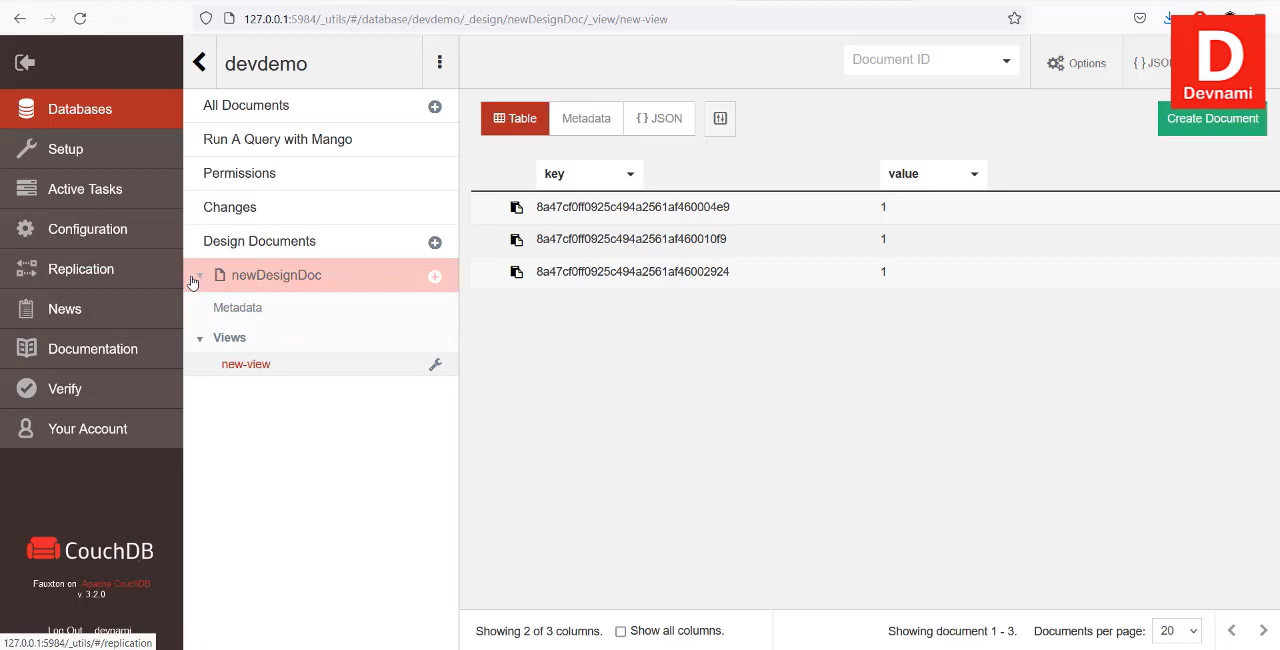 127.0.0.1:5984/_utils/#/database/devdemo/_design/newDesignDoc/_view/new-view
D
Devnami
devdemo
Document ID
Options
{ } JSO
Databases
Setup
Active Tasks
Configuration
Replication
News
Documentation
Verify
Your Account
CouchDB
Fauxton on Apache CouchDB
v. 3.2.0
Log Out devnami
127.0.0.1:5984/_utils/#/replication
All Documents
Run A Query with Mango
Permissions
Changes
Design Documents
newDesignDoc
Metadata
Views
new-view
Table
Metadata
{ } JSON
Create Document
key value
8a47cf0ff0925c494a2561af460004e9 1
8a47cf0ff0925c494a2561af460010f9 1
8a47cf0ff0925c494a2561af46002924 1
Showing 2 of 3 columns. Show all columns. Showing document 1 - 3. Documents per page: 20